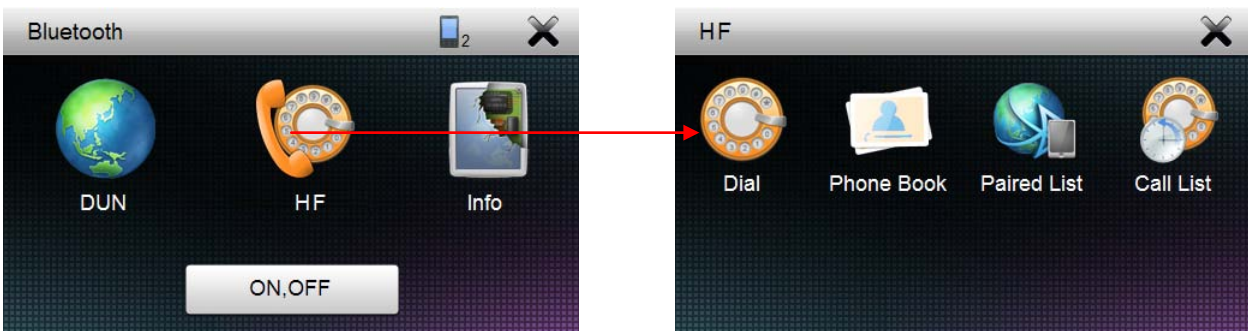 Bluetooth
2
DUN
HF
Info
ON,OFF
HF
Dial
Phone Book
Paired List
Call List